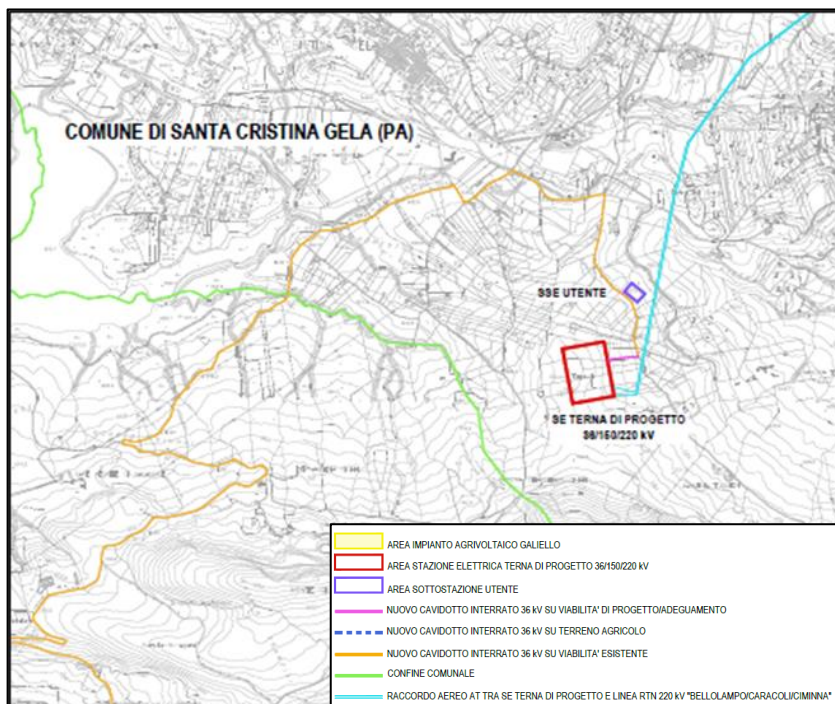 COMUNE DI SANTA CRISTINA GELA (PA)
SSE UTENTE
SE TERNA DI PROGETTO
36/150/220 kV
AREA IMPIANTO AGRIVOLTAICO GALIELLO
AREA STAZIONE ELETTRICA TERNA DI PROGETTO 36/150/220 kV
AREA SOTTOSTAZIONE UTENTE
NUOVO CAVIDOTTO INTERRATO 36 kV SU VIABILITA' DI PROGETTO/ADEGUAMENTO
NUOVO CAVIDOTTO INTERRATO 36 kV SU TERRENO AGRICOLO
NUOVO CAVIDOTTO INTERRATO 36 kV SU VIABILITA' ESISTENTE
CONFINE COMUNALE
RACCORDO AEREO AT TRA SE TERNA DI PROGETTO E LINEA RTN 220 kV "BELLOLAMPO/CARACOLI/CIMINNA"